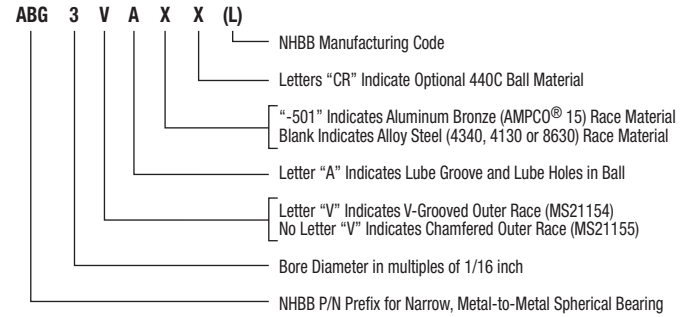 ABG 3 V A X X (L)
NHBB Manufacturing Code
Letters “CR” Indicate Optional 440C Ball Material
“-501” Indicates Aluminum Bronze (AMPCO® 15) Race Material
Blank Indicates Alloy Steel (4340, 4130 or 8630) Race Material
Letter “A” Indicates Lube Groove and Lube Holes in Ball
Letter “V” Indicates V-Grooved Outer Race (MS21154)
No Letter “V” Indicates Chamfered Outer Race (MS21155)
Bore Diameter in multiples of 1/16 inch
NHBB P/N Prefix for Narrow, Metal-to-Metal Spherical Bearing